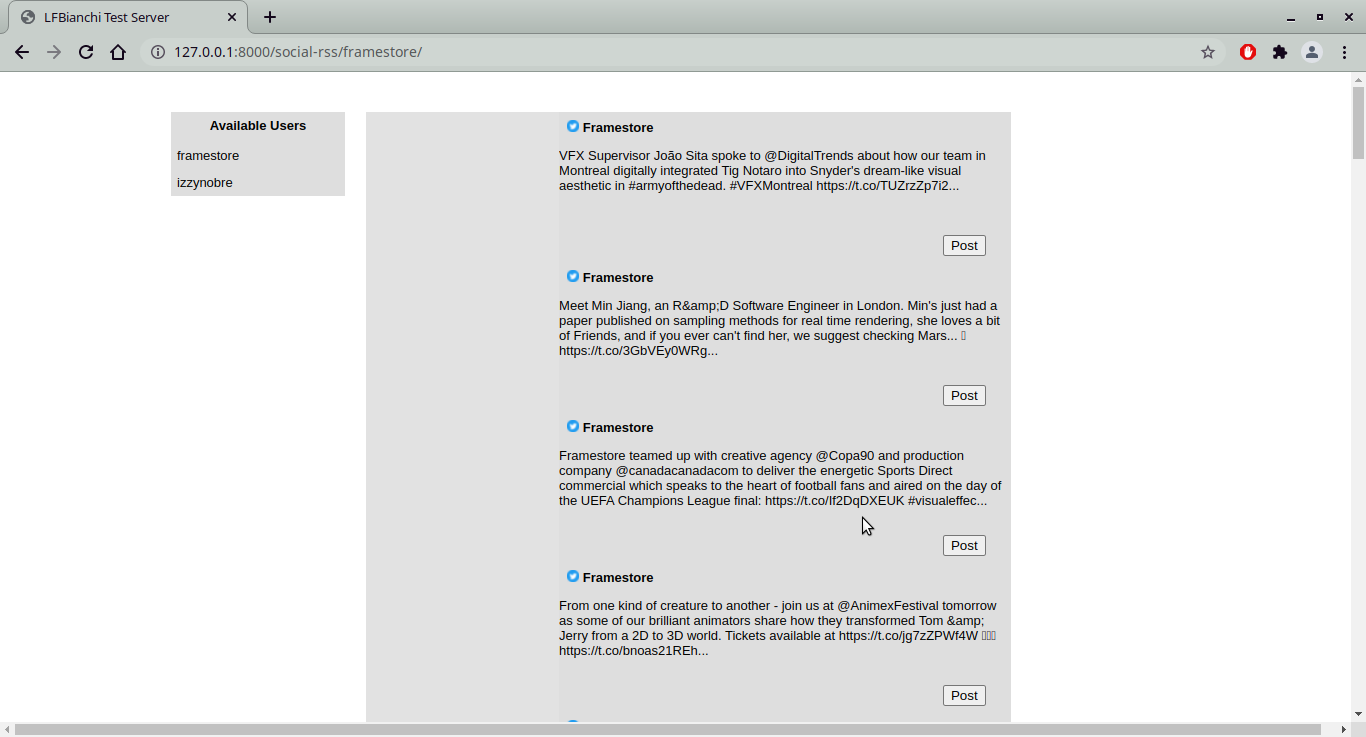 LFBianchi Test Server
127.0.0.1:8000/social-rss/framestore/
Available Users
framestore
izzynobre
Framestore
VFX Supervisor João Sita spoke to @DigitalTrends about how our team in
Montreal digitally integrated Tig Notaro into Snyder's dream-like visual
aesthetic in #armyofthedead. #VFXMontreal https://t.co/TUZrzZp7i2...
Post
Framestore
Meet Min Jiang, an R&amp;D Software Engineer in London. Min's just had a
paper published on sampling methods for real time rendering, she loves a bit
of Friends, and if you ever can't find her, we suggest checking Mars...
https://t.co/3GbVEy0WRg...
Post
Framestore
Framestore teamed up with creative agency @Copa90 and production
company @canadacanadacom to deliver the energetic Sports Direct
commercial which speaks to the heart of football fans and aired on the day of
the UEFA Champions League final: https://t.co/lf2DqDXEUK #visualeffec...
Post
Framestore
From one kind of creature to another - join us at @AnimexFestival tomorrow
as some of our brilliant animators share how they transformed Tom &amp;
Jerry from a 2D to 3D world. Tickets available at https://t.co/jg7zZPWf4W
https://t.co/bnoas21REh...
Post